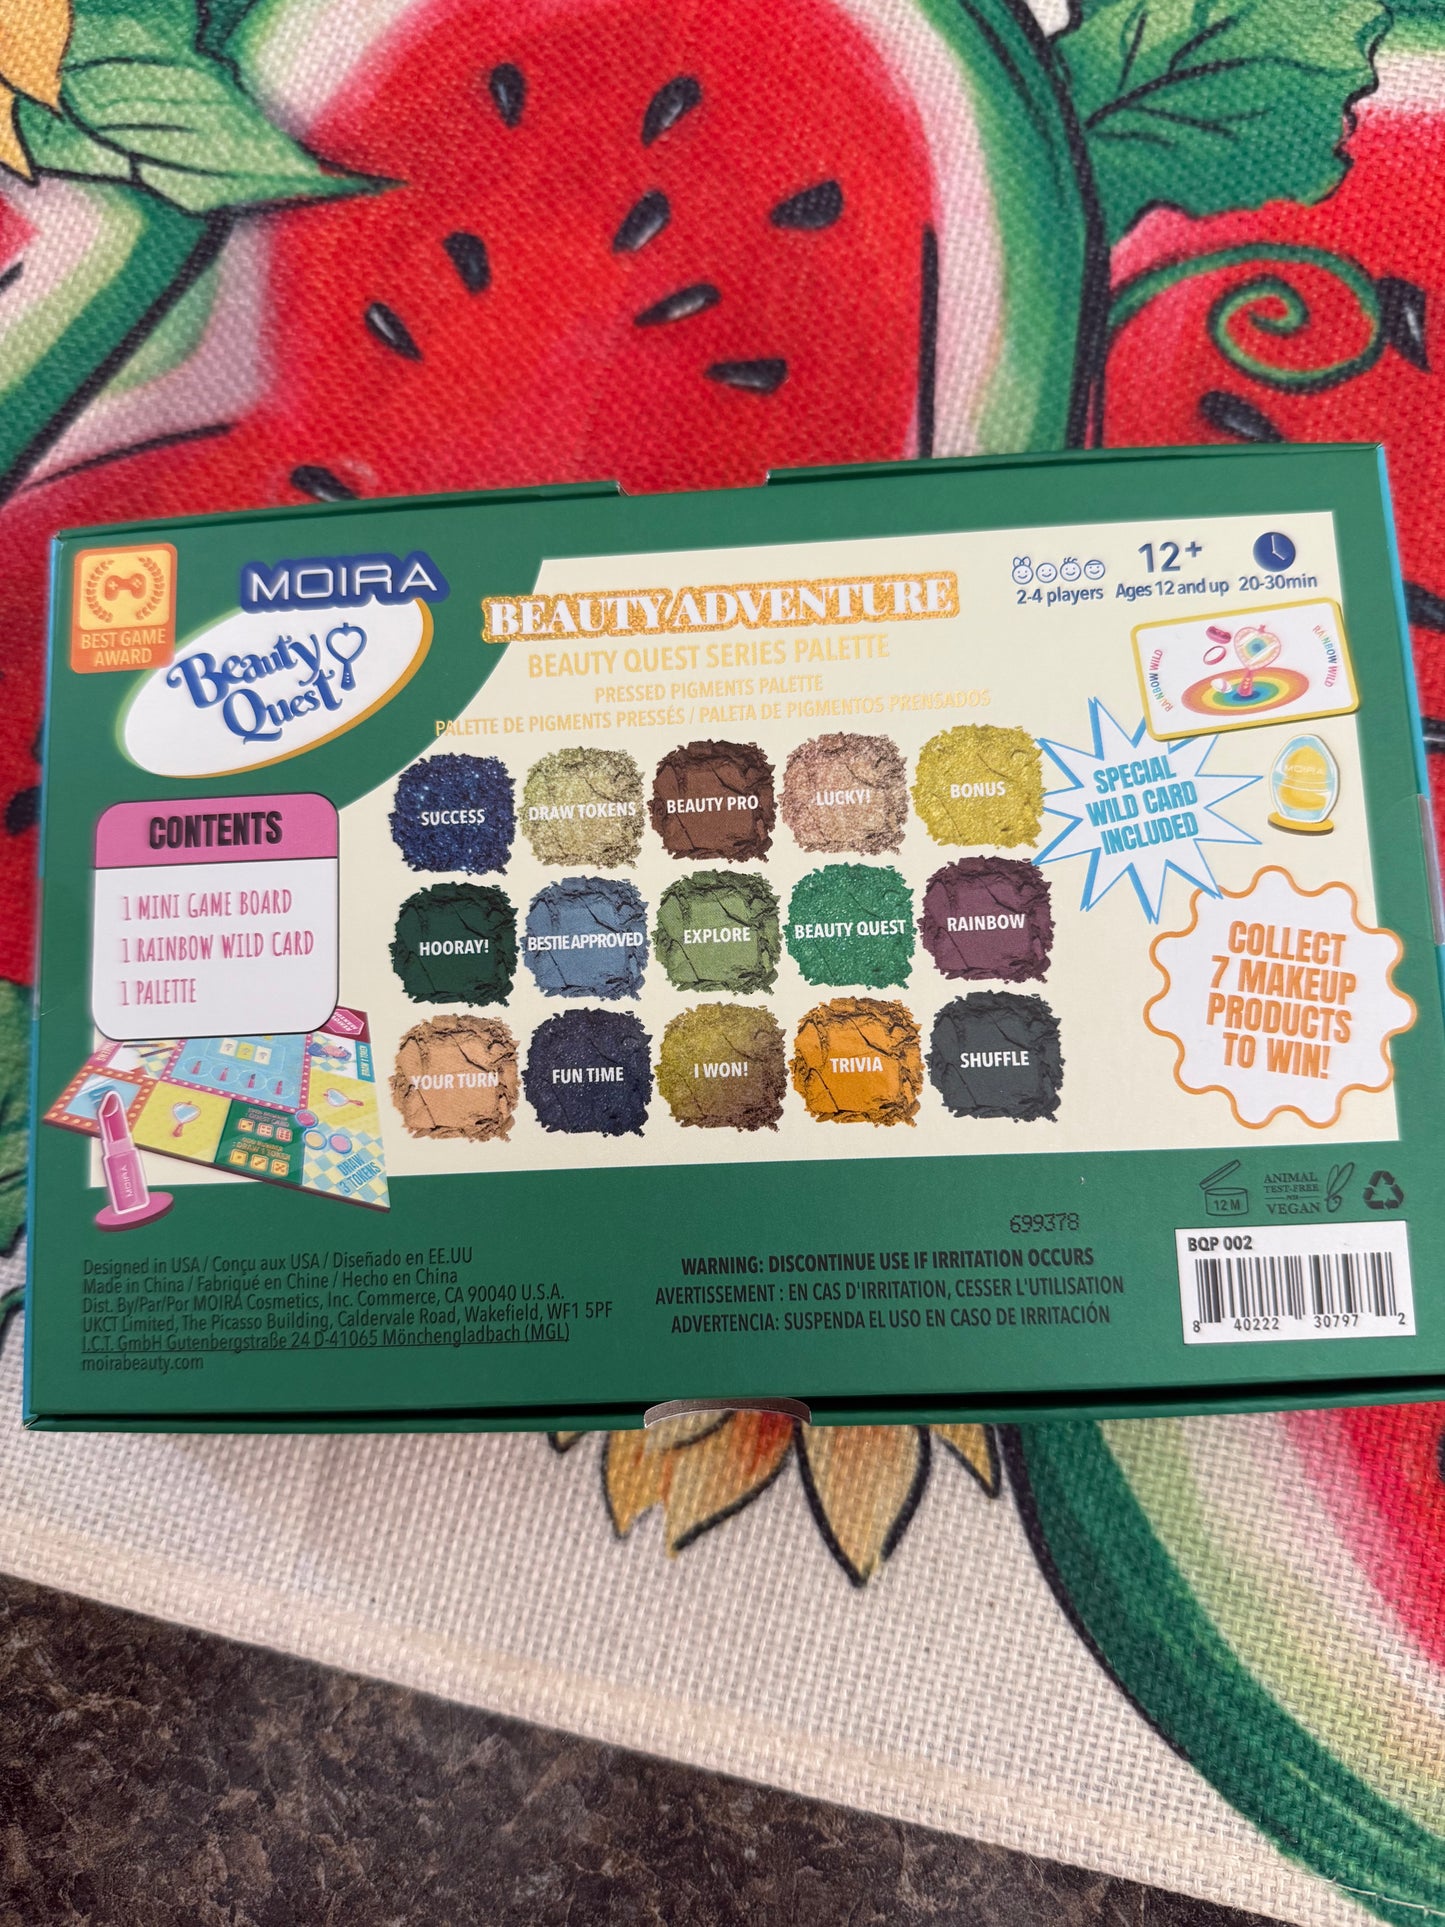 BEST GAME
AWARD
MOIRA
Beauty
Quest
BEAUTY ADVENTURE
BEAUTY QUEST SERIES PALETTE
PRESSED PIGMENTS PALETTE
PALETTE DE PIGMENTS PRESSÉS / PALETA DE PIGMENTOS PRENSADOS
2-4 players
12+
Ages 12 and up
20-30min
RAINBOW WILD
RAINBOW WILD
SPECIAL
WILD CARD
INCLUDED
MOIRA
CONTENTS
1 MINI GAME BOARD
1 RAINBOW WILD CARD
1 PALETTE
SUCCESS
DRAW TOKENS
BEAUTY PRO
LUCKY!
BONUS
HOORAY!
BESTIE APPROVED
EXPLORE
BEAUTY QUEST
RAINBOW
YOUR TURN
FUN TIME
I WON!
TRIVIA
SHUFFLE
COLLECT
7 MAKEUP
PRODUCTS
TO WIN!
DRAW 1 TOKEN
DRAW
3 TOKENS
MOIRA
12 M
ANIMAL
TEST-FREE
VEGAN
699378
Designed in USA / Conçu aux USA / Diseñado en EE.UU
Made in China / Fabriqué en Chine / Hecho en China
Dist. By/Par/Por MOIRA Cosmetics, Inc. Commerce, CA 90040 U.S.A.
UKCT Limited, The Picasso Building, Caldervale Road, Wakefield, WF1 5PF
I.C.T. GmbH Gutenbergstraße 24 D-41065 Mönchengladbach (MGL)
moirabeauty.com
WARNING: DISCONTINUE USE IF IRRITATION OCCURS
AVERTISSEMENT : EN CAS D'IRRITATION, CESSER L'UTILISATION
ADVERTENCIA: SUSPENDA EL USO EN CASO DE IRRITACIÓN
BQP 002
8 40222 30797 2